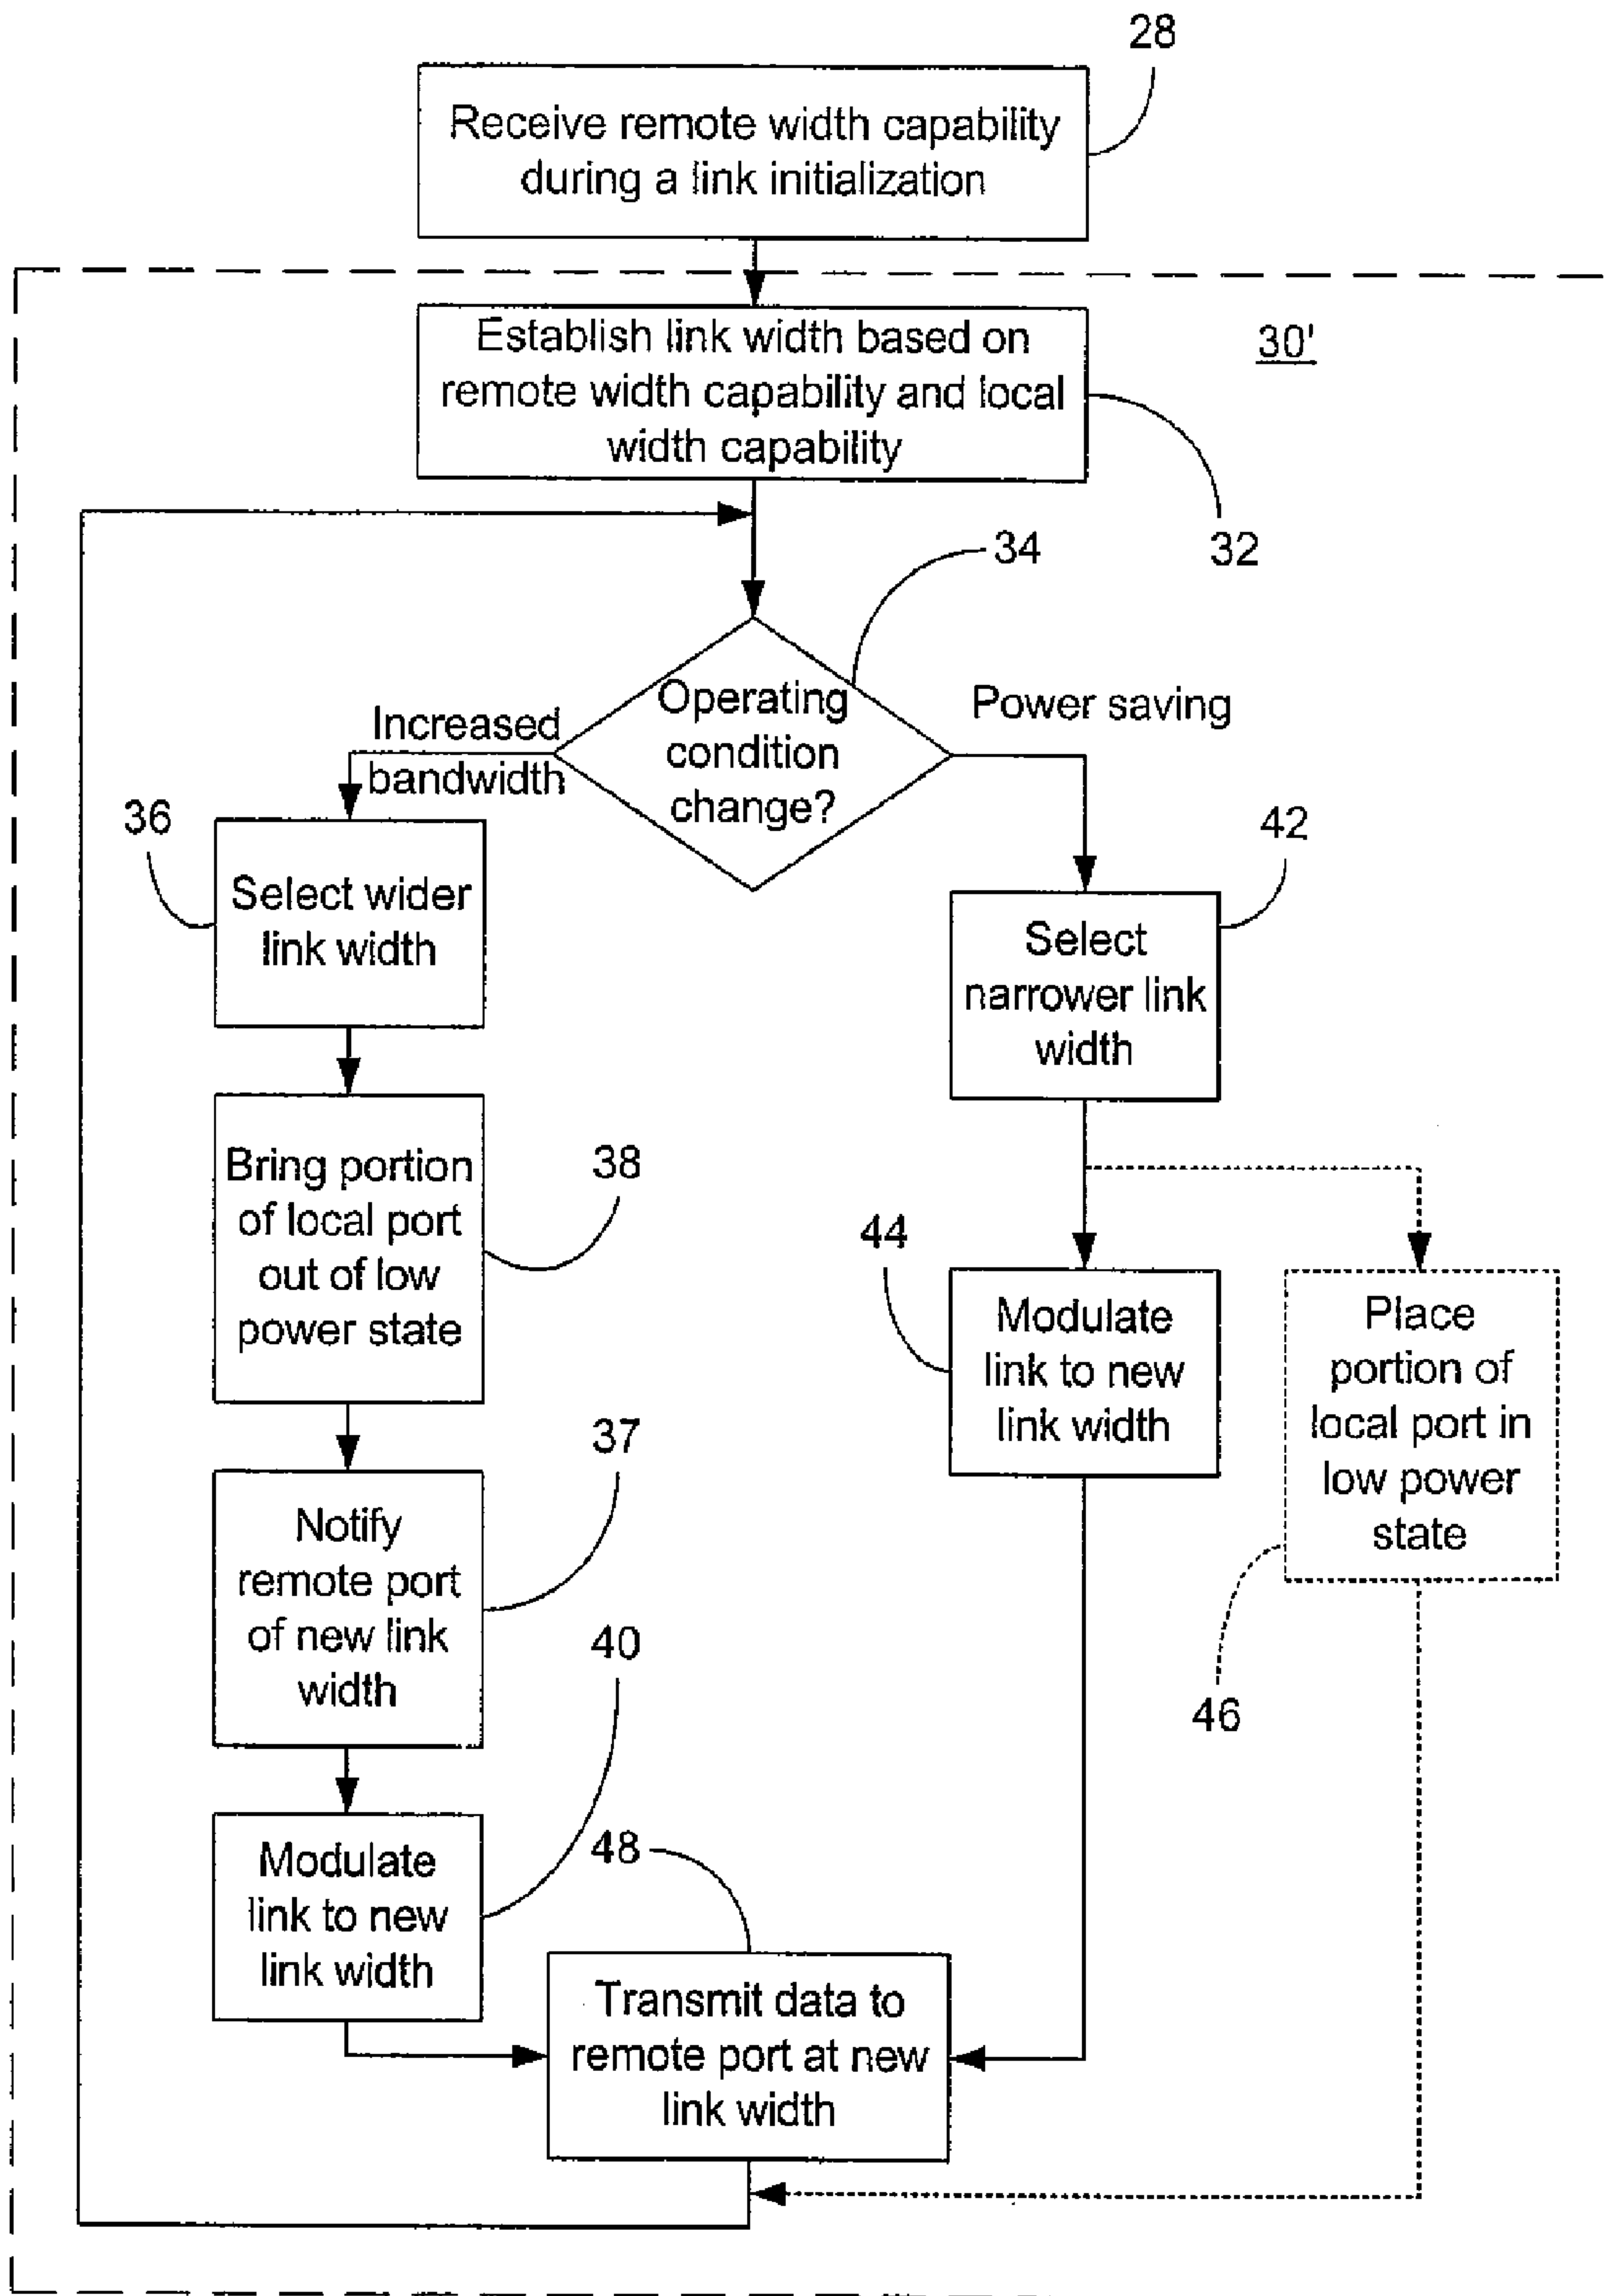 28
Receive remote width capability
during a link initialization
Establish link width based on
remote width capability and local
width capability
30'
32
34
Operating
condition
change?
Increased
bandwidth
Power saving
36
Select wider
link width
42
Select
narrower link
width
Bring portion
of local port
out of low
power state
38
44
Modulate
link to new
link width
Place
portion of
local port in
low power
state
46
37
Notify
remote port
of new link
width
40
Modulate
link to new
link width
48
Transmit data to
remote port at new
link width